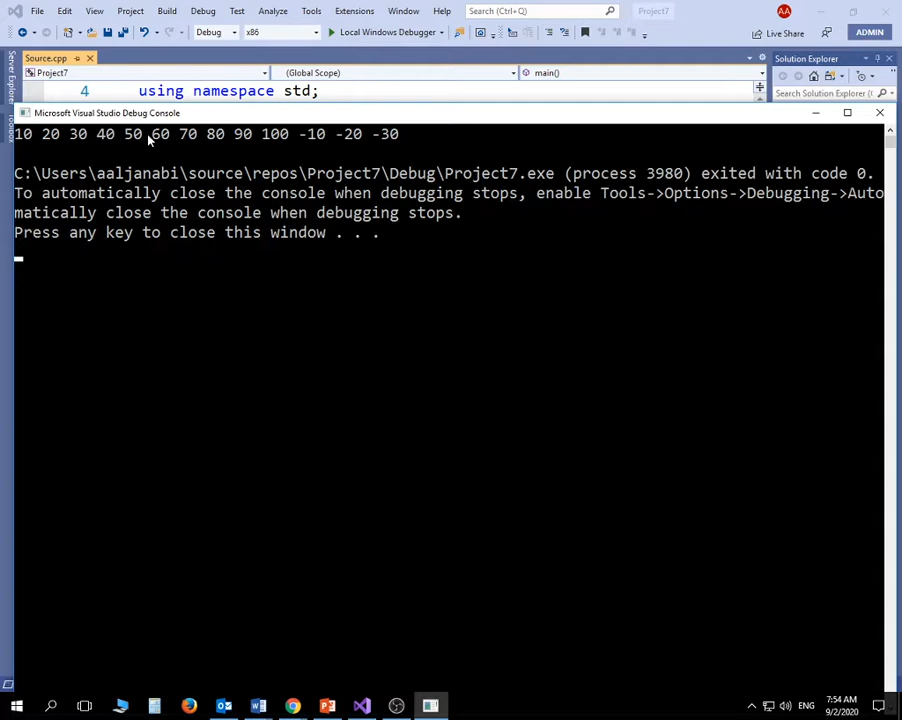 File Edit View Project Build Debug Test Analyze Tools Extensions Window Help Search (Ctrl+Q) Project7 AA
Debug x86 Local Windows Debugger Live Share ADMIN
Server Explorer
Toolbox
Source.cpp
Solution Explorer
Project7 (Global Scope) main()
Search Solution Explorer
4 using namespace std;
Microsoft Visual Studio Debug Console
10 20 30 40 50 60 70 80 90 100 -10 -20 -30
C:\Users\aaljanabi\source\repos\Project7\Debug\Project7.exe (process 3980) exited with code 0.
To automatically close the console when debugging stops, enable Tools->Options->Debugging->Auto
matically close the console when debugging stops.
Press any key to close this window . . .
ENG
7:54 AM
9/2/2020